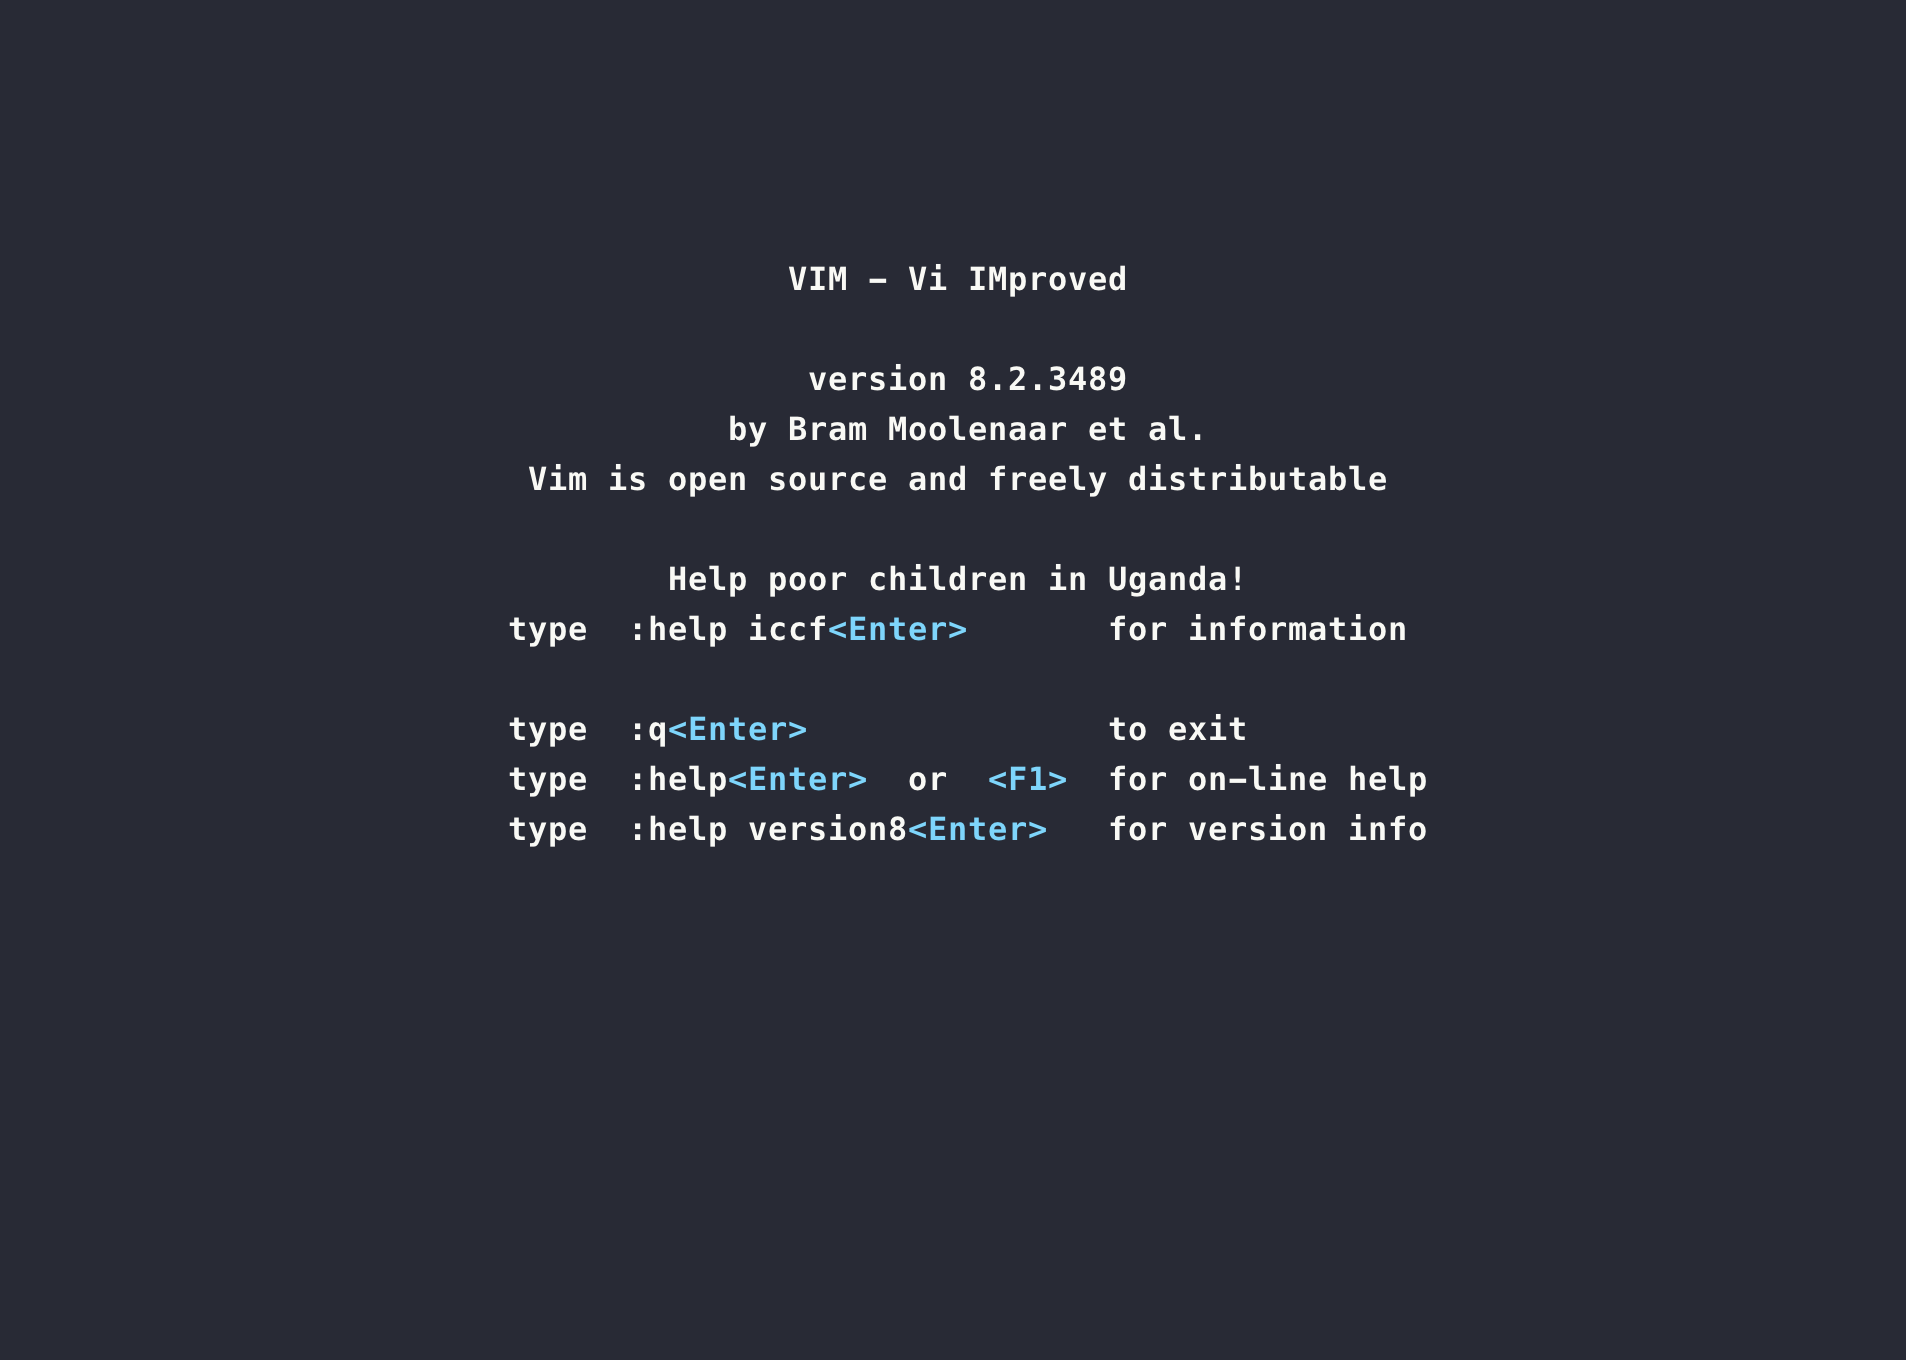 VIM - Vi IMproved
version 8.2.3489
by Bram Moolenaar et al.
Vim is open source and freely distributable
Help poor children in Uganda!
type  :help iccf<Enter>       for information
type  :q<Enter>               to exit
type  :help<Enter>  or  <F1>  for on-line help
type  :help version8<Enter>   for version info